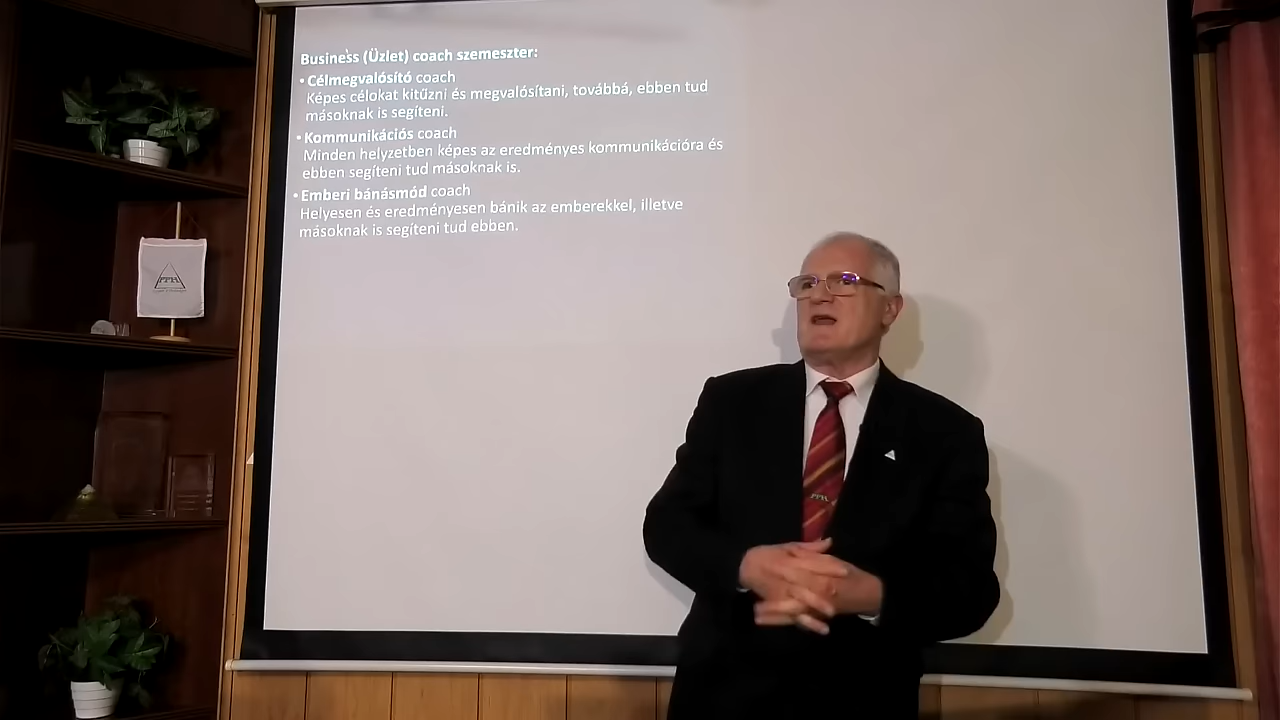 Business (Üzlet) coach szemeszter:
• Célmegvalósító coach
Képes célokat kitűzni és megvalósítani, továbbá, ebben tud
másoknak is segíteni.
• Kommunikációs coach
Minden helyzetben képes az eredményes kommunikációra és
ebben segíteni tud másoknak is.
• Emberi bánásmód coach
Helyesen és eredményesen bánik az emberekkel, illetve
másoknak is segíteni tud ebben.